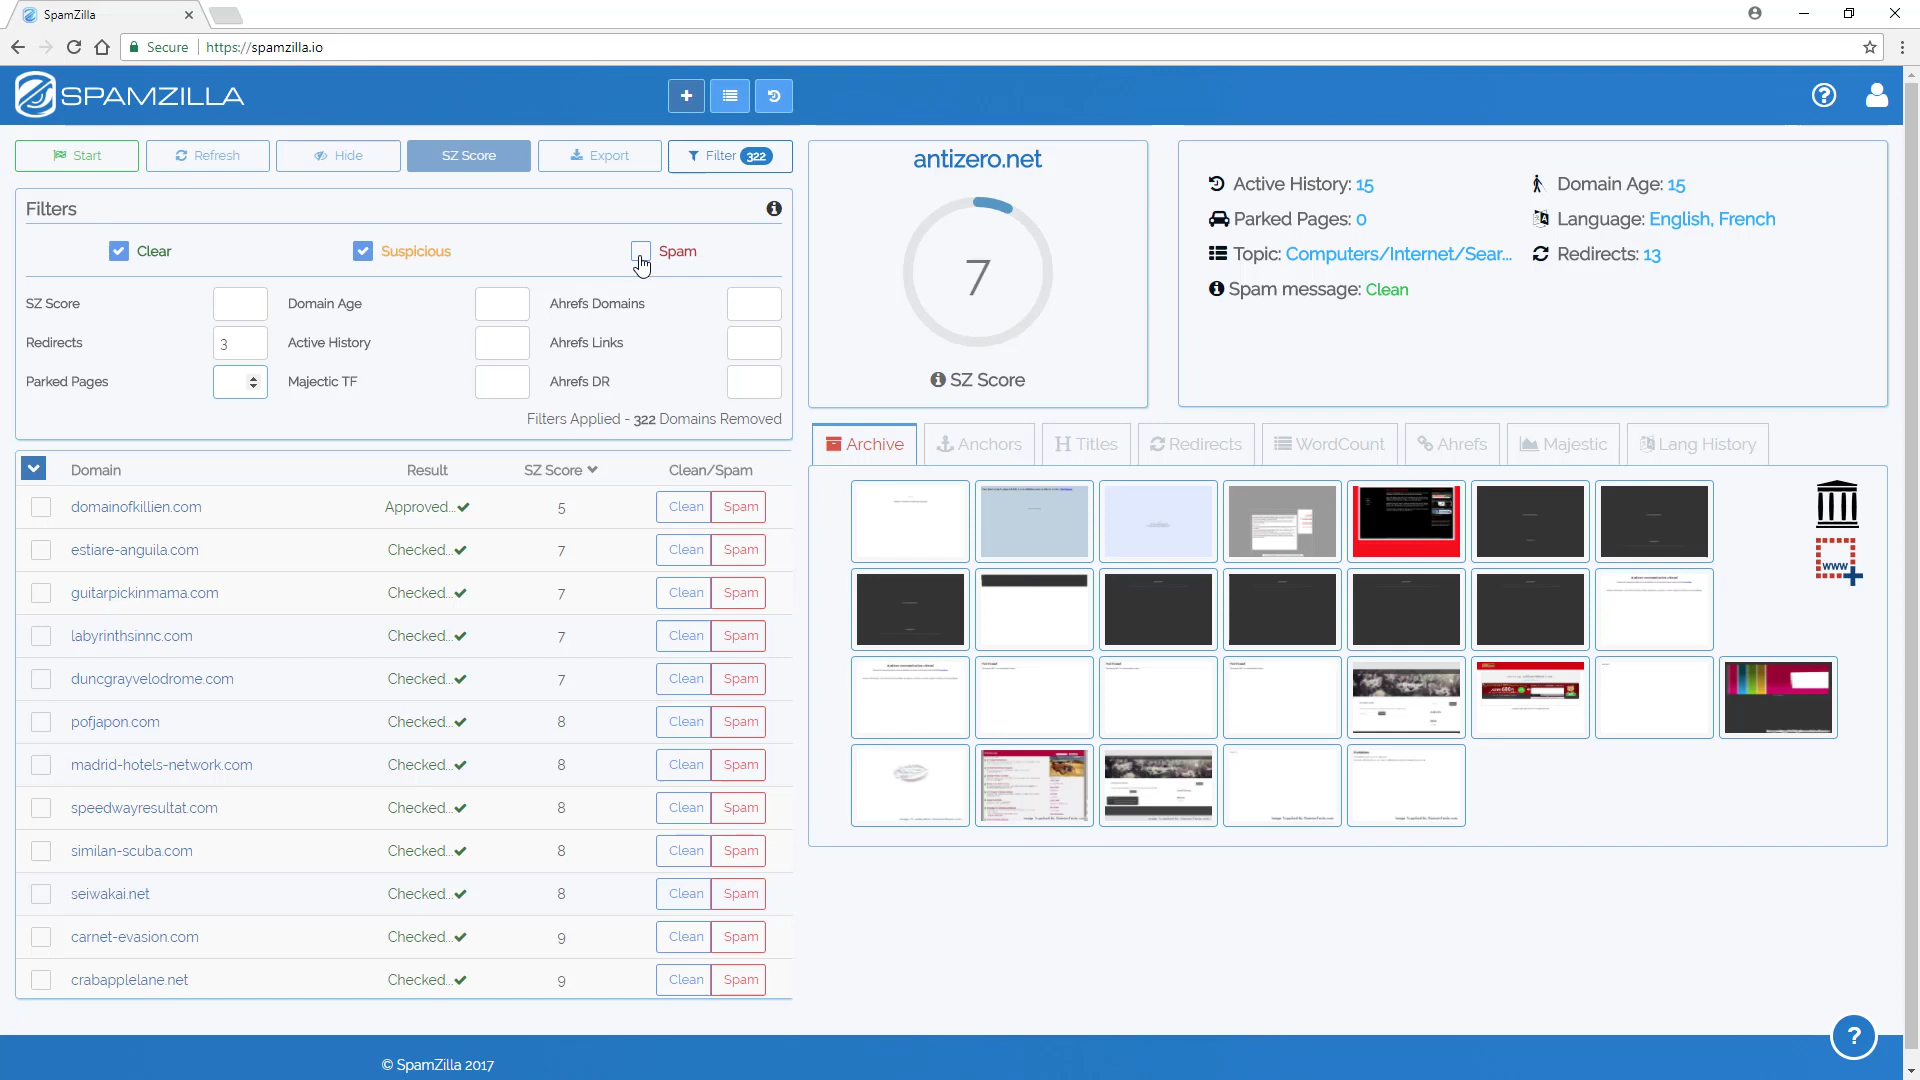 SpamZilla
Secure
https://spamzilla.io
SPAMZILLA
Start
Refresh
Hide
SZ Score
Export
Filter 322
Filters
Clear
Suspicious
Spam
SZ Score
Domain Age
Ahrefs Domains
Redirects
3
Active History
Ahrefs Links
Parked Pages
Majectic TF
Ahrefs DR
Filters Applied - 322 Domains Removed
Domain Result SZ Score Clean/Spam
domainofkillien.com Approved... 5 Clean Spam
estiare-anguila.com Checked... 7 Clean Spam
guitarpickinmama.com Checked... 7 Clean Spam
labyrinthsinnc.com Checked... 7 Clean Spam
duncgrayvelodrome.com Checked... 7 Clean Spam
pofjapon.com Checked... 8 Clean Spam
madrid-hotels-network.com Checked... 8 Clean Spam
speedwayresultat.com Checked... 8 Clean Spam
similan-scuba.com Checked... 8 Clean Spam
seiwakai.net Checked... 8 Clean Spam
carnet-evasion.com Checked... 9 Clean Spam
crabapplelane.net Checked... 9 Clean Spam
antizero.net
7
SZ Score
Active History: 15
Domain Age: 15
Parked Pages: 0
Language: English, French
Topic: Computers/Internet/Sear...
Redirects: 13
Spam message: Clean
Archive
Anchors
Titles
Redirects
WordCount
Ahrefs
Majestic
Lang History
www
?
© SpamZilla 2017